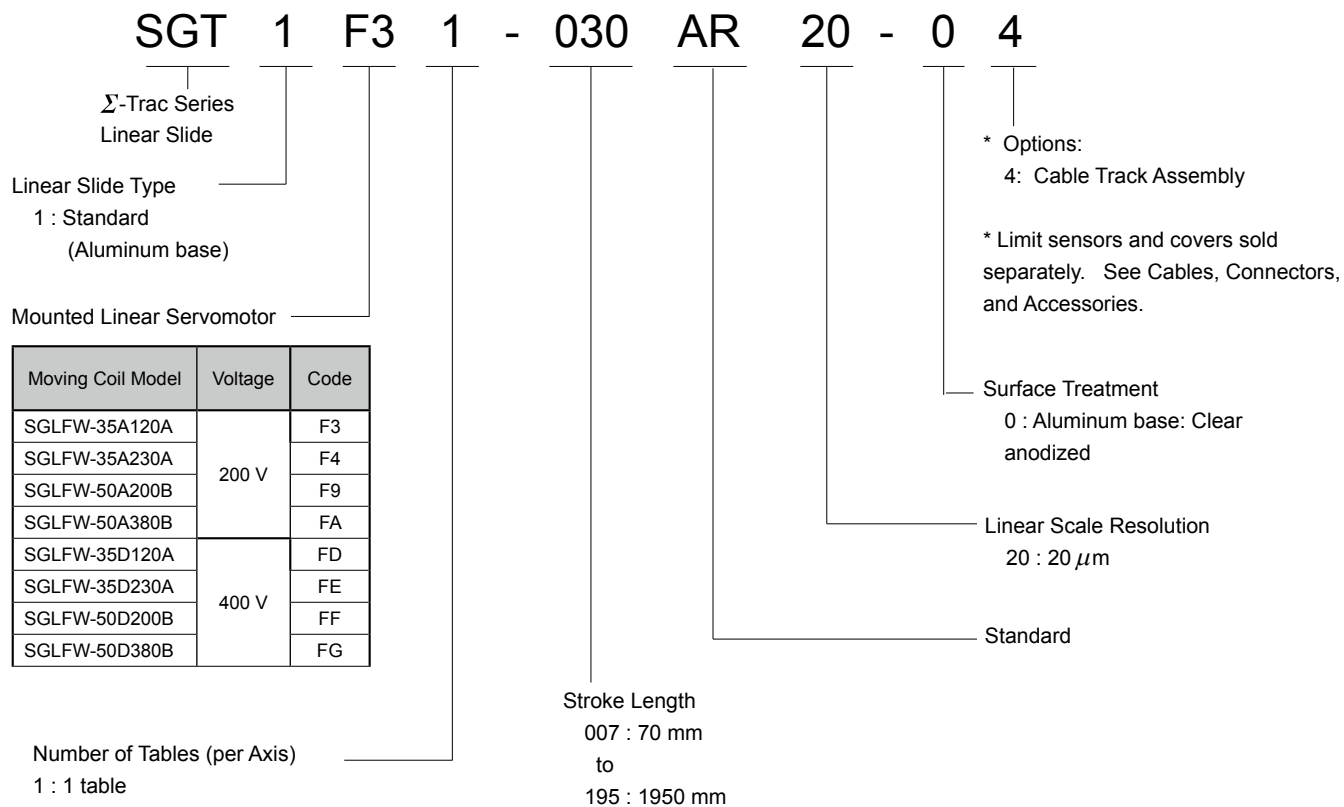 SGT 1 F3 1 - 030 AR 20 - 0 4
Σ-Trac Series
Linear Slide
Linear Slide Type
1 : Standard
(Aluminum base)
Mounted Linear Servomotor
Moving Coil Model Voltage Code
SGLFW-35A120A 200 V F3
SGLFW-35A230A F4
SGLFW-50A200B F9
SGLFW-50A380B FA
SGLFW-35D120A 400 V FD
SGLFW-35D230A FE
SGLFW-50D200B FF
SGLFW-50D380B FG
Number of Tables (per Axis)
1 : 1 table
Stroke Length
007 : 70 mm
to
195 : 1950 mm
Standard
Linear Scale Resolution
20 : 20 μm
Surface Treatment
0 : Aluminum base: Clear
anodized
* Options:
4: Cable Track Assembly
* Limit sensors and covers sold
separately. See Cables, Connectors,
and Accessories.